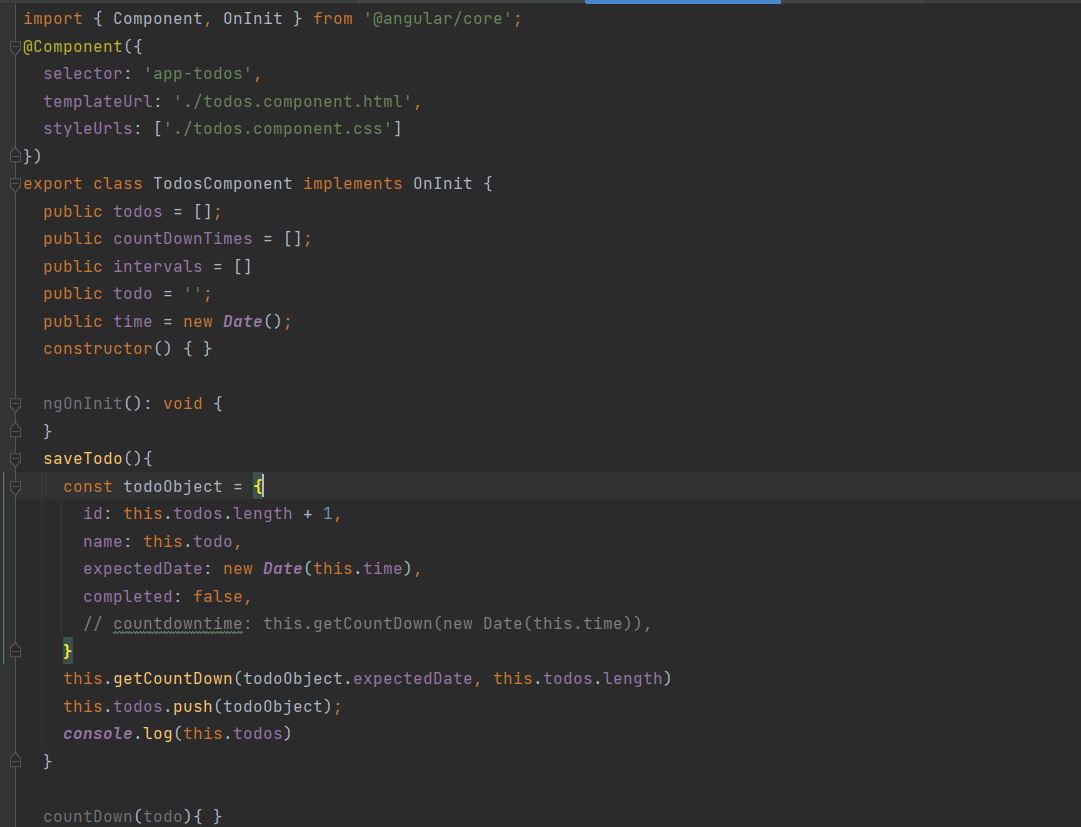 import { Component, OnInit } from '@angular/core';
@Component({
  selector: 'app-todos',
  templateUrl: './todos.component.html',
  styleUrls: ['./todos.component.css']
})
export class TodosComponent implements OnInit {
  public todos = [];
  public countDownTimes = [];
  public intervals = []
  public todo = '';
  public time = new Date();
  constructor() { }
  ngOnInit(): void {
  }
  saveTodo(){
    const todoObject = {
      id: this.todos.length + 1,
      name: this.todo,
      expectedDate: new Date(this.time),
      completed: false,
      // countdowntime: this.getCountDown(new Date(this.time)),
    }
    this.getCountDown(todoObject.expectedDate, this.todos.length)
    this.todos.push(todoObject);
    console.log(this.todos)
  }
  countDown(todo){ }